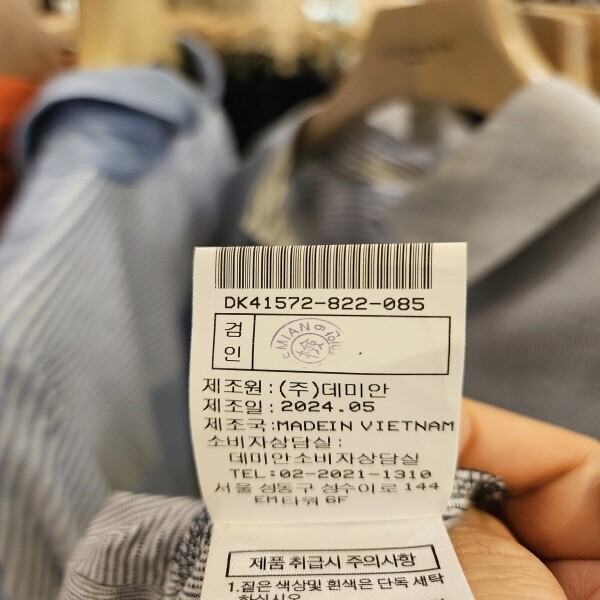 DK41572-822-085
검인
제조원:(주)데미안
제조일:2024.05
제조국:MADEIN VIETNAM
소비자상담실:
데미안소비자상담실
TEL:02-2021-1310
서울 성동구 성수이로 144
EM타워 6F
제품 취급시 주의사항
1.짙은 색상및 흰색은 단독 세탁
하십시오